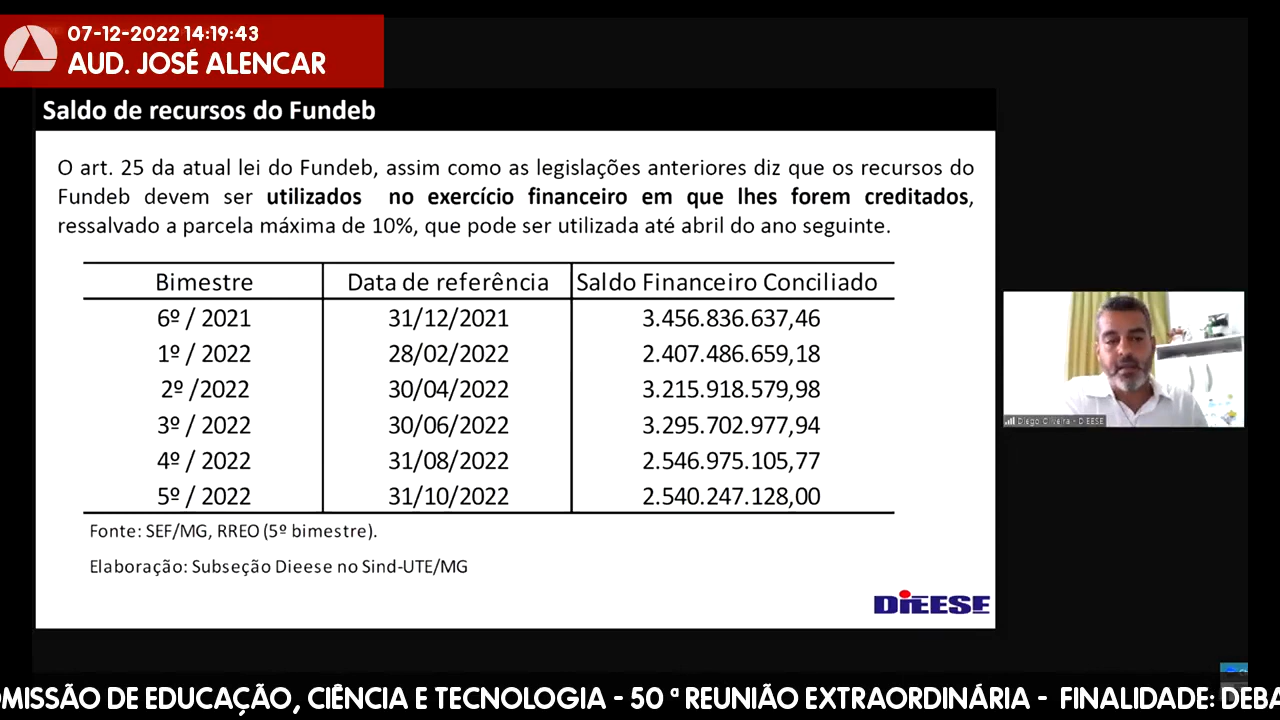 07-12-2022 14:19:43
AUD. JOSÉ ALENCAR
Saldo de recursos do Fundeb
O art. 25 da atual lei do Fundeb, assim como as legislações anteriores diz que os recursos do
Fundeb devem ser utilizados no exercício financeiro em que lhes forem creditados,
ressalvado a parcela máxima de 10%, que pode ser utilizada até abril do ano seguinte.
Bimestre Data de referência Saldo Financeiro Conciliado
6º / 2021 31/12/2021 3.456.836.637,46
1º / 2022 28/02/2022 2.407.486.659,18
2º /2022 30/04/2022 3.215.918.579,98
3º / 2022 30/06/2022 3.295.702.977,94
4º / 2022 31/08/2022 2.546.975.105,77
5º / 2022 31/10/2022 2.540.247.128,00
Fonte: SEF/MG, RREO (5º bimestre).
Elaboração: Subseção Dieese no Sind-UTE/MG
DIEESE
Diego Oliveira - DIEESE
OMISSÃO DE EDUCAÇÃO, CIÊNCIA E TECNOLOGIA - 50 ª REUNIÃO EXTRAORDINÁRIA - FINALIDADE: DEBA